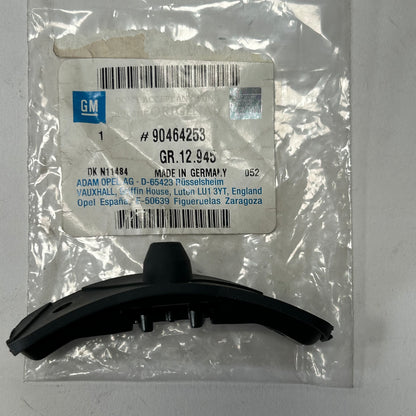 GM
1 # 90464253
GR.12.945
DK N11484 MADE IN GERMANY 052
ADAM OPEL AG - D-65423 Rüsselsheim
VAUXHALL, Griffin House, Luton LU1 3YT, England
Opel España, E-50639 Figueruelas Zaragoza